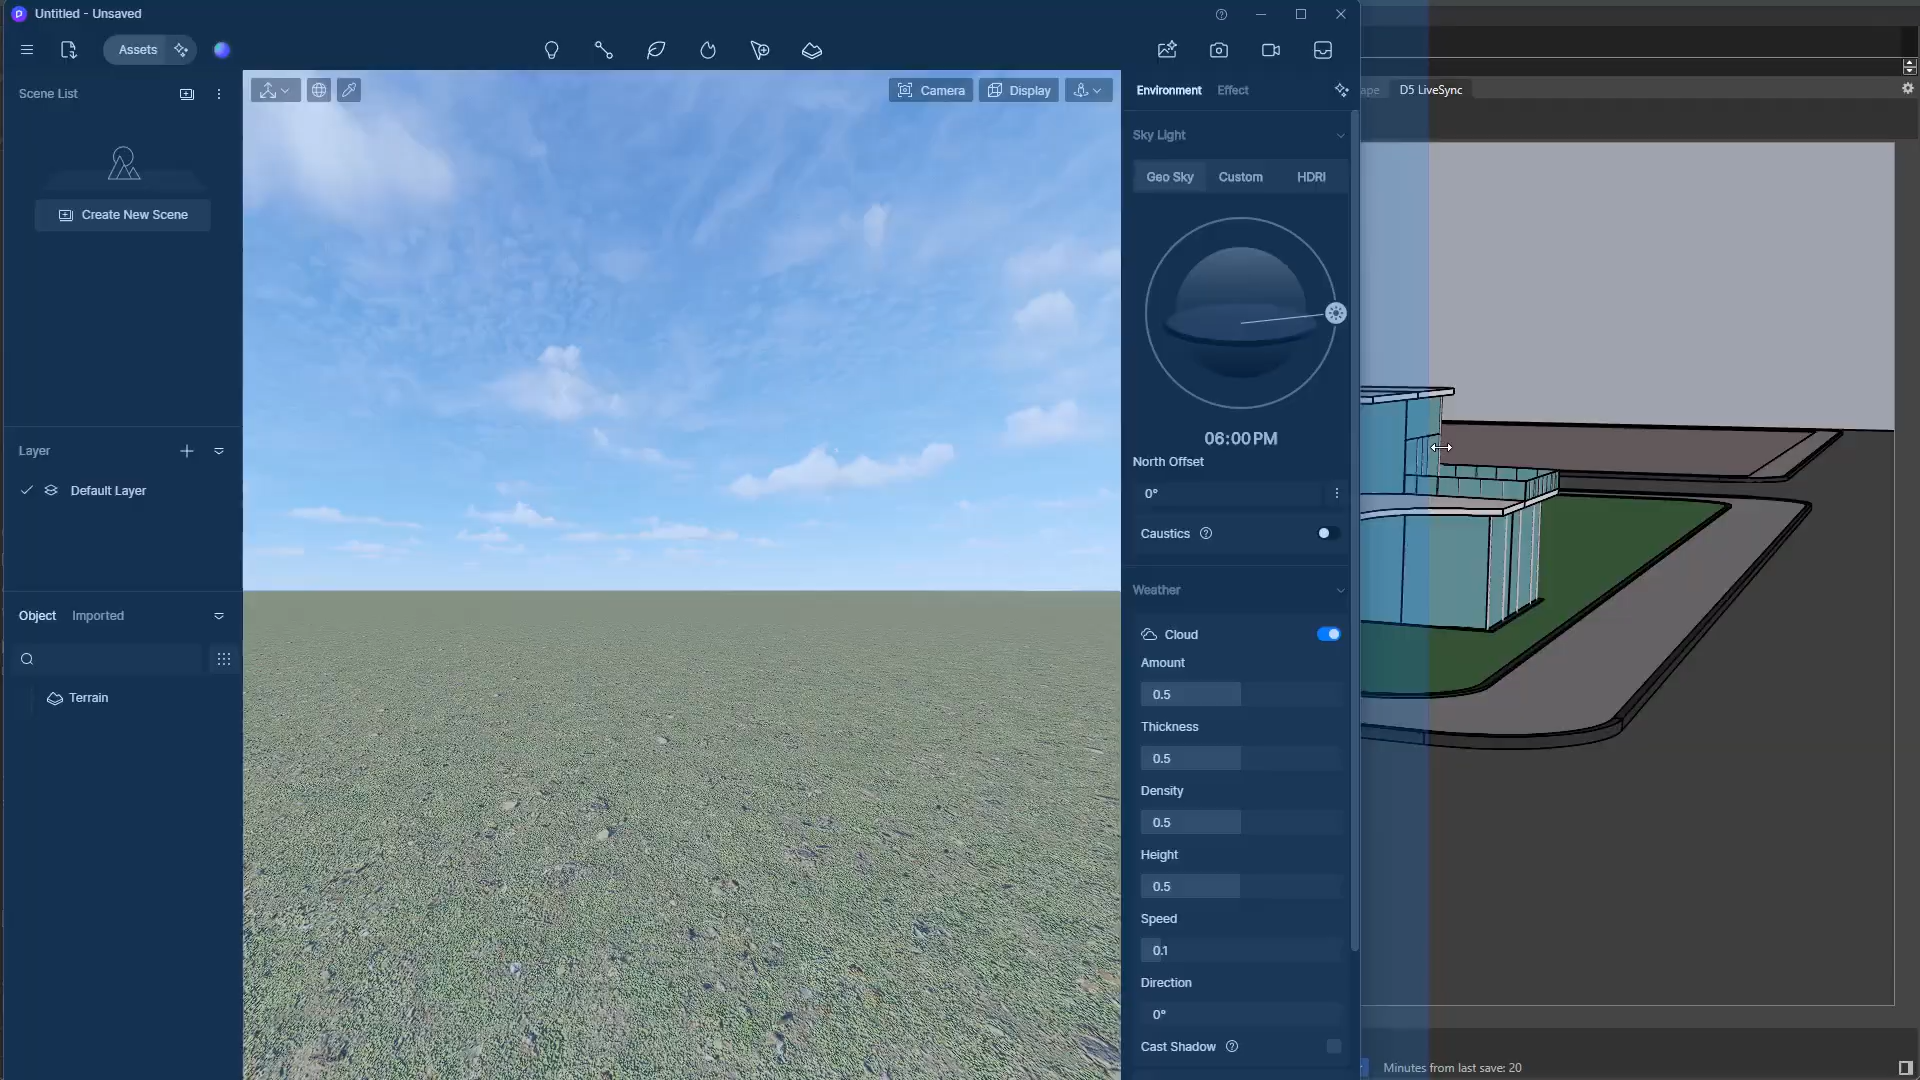 Untitled - Unsaved
Assets
Scene List
Create New Scene
Layer
Default Layer
Object Imported
Terrain
Camera Display
Environment Effect
Sky Light
Geo Sky Custom HDRI
06:00 PM
North Offset
0°
Caustics
Weather
Cloud
Amount
0.5
Thickness
0.5
Density
0.5
Height
0.5
Speed
0.1
Direction
0°
Cast Shadow
ape D5 LiveSync
Minutes from last save: 20